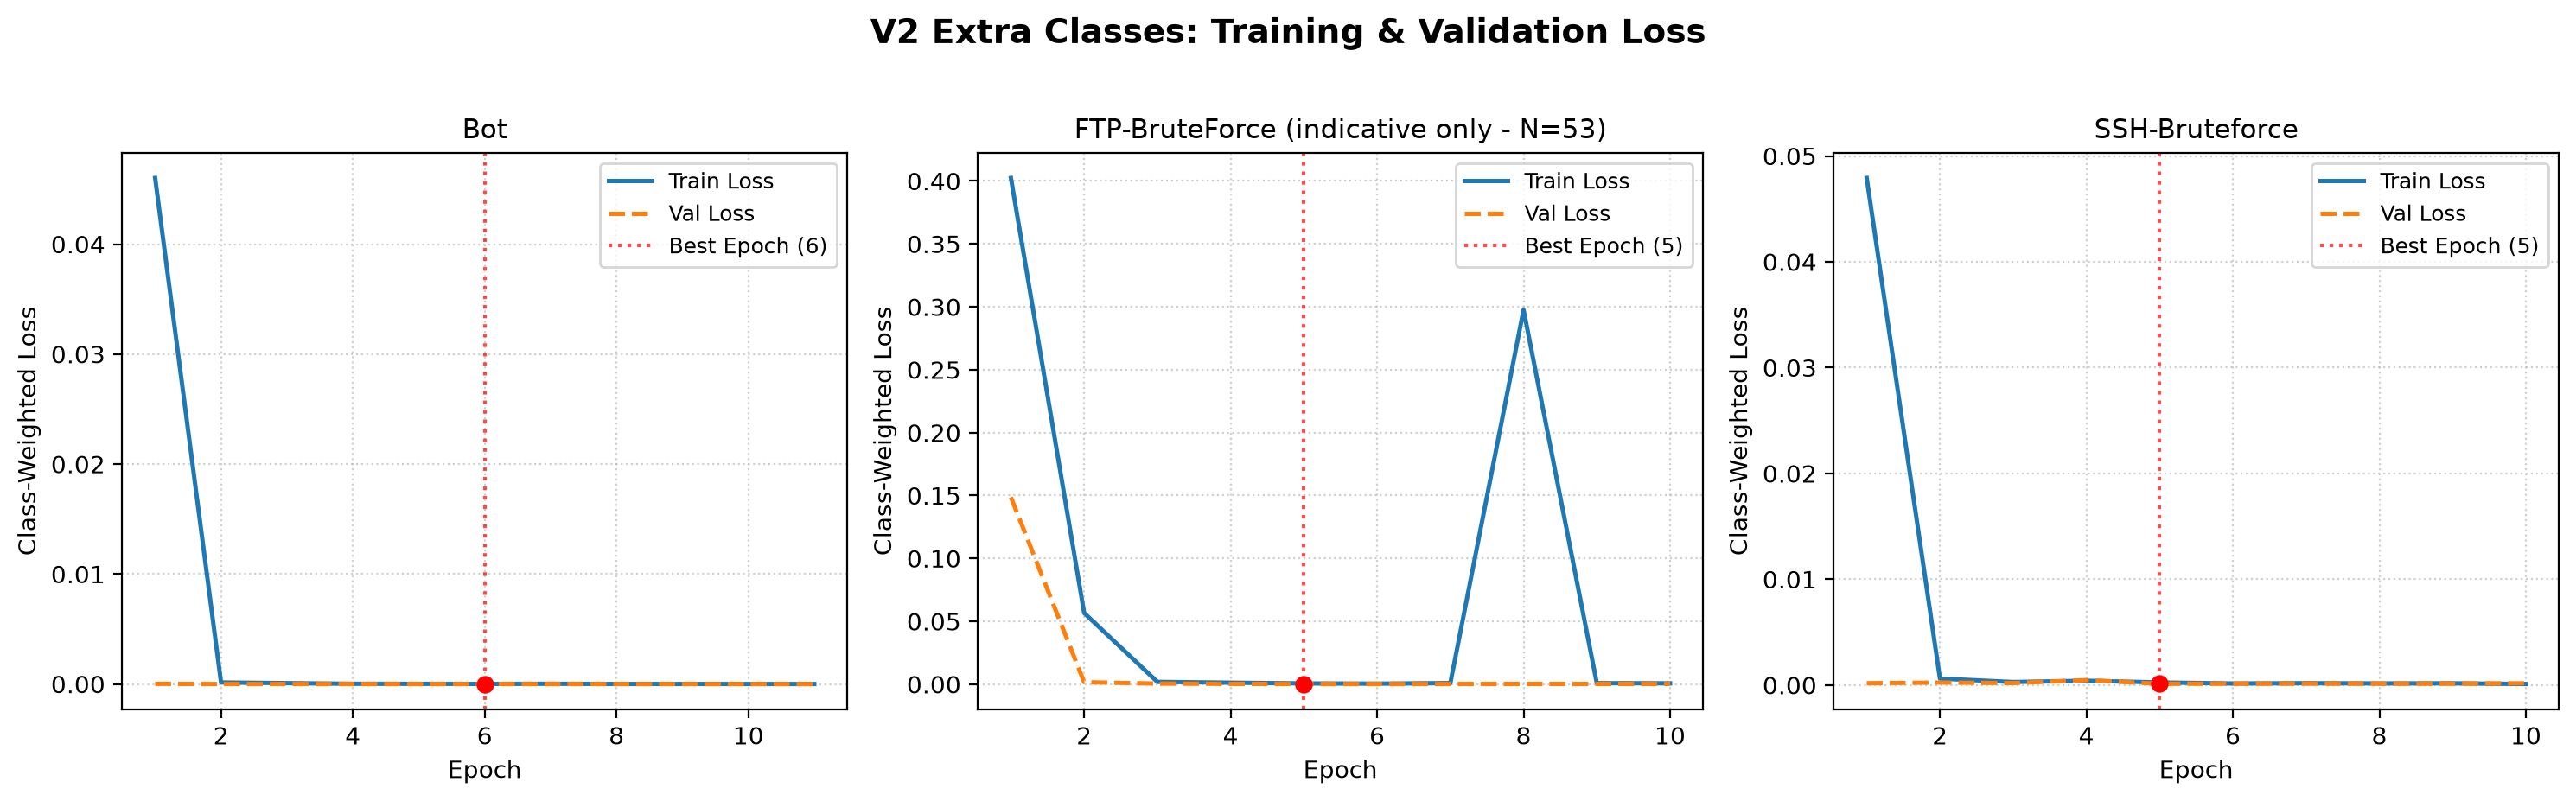 V2 Extra Classes: Training & Validation Loss
Bot
Class-Weighted Loss
0.04
0.03
0.02
0.01
0.00
2
4
6
8
10
Epoch
Train Loss
Val Loss
Best Epoch (6)
FTP-BruteForce (indicative only - N=53)
Class-Weighted Loss
0.40
0.35
0.30
0.25
0.20
0.15
0.10
0.05
0.00
2
4
6
8
10
Epoch
Train Loss
Val Loss
Best Epoch (5)
SSH-Bruteforce
Class-Weighted Loss
0.05
0.04
0.03
0.02
0.01
0.00
2
4
6
8
10
Epoch
Train Loss
Val Loss
Best Epoch (5)